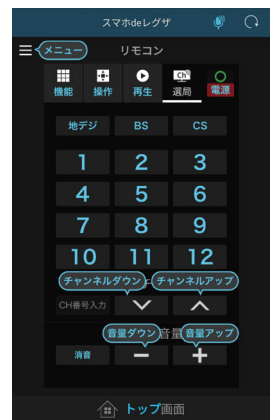 スマホdeレグザ
メニュー リモコン
機能 操作 再生 選局 電源
地デジ BS CS
1 2 3
4 5 6
7 8 9
10 11 12
チャンネルダウン チャンネルアップ
CH番号入力
音量ダウン 音量 音量アップ
消音
トップ画面